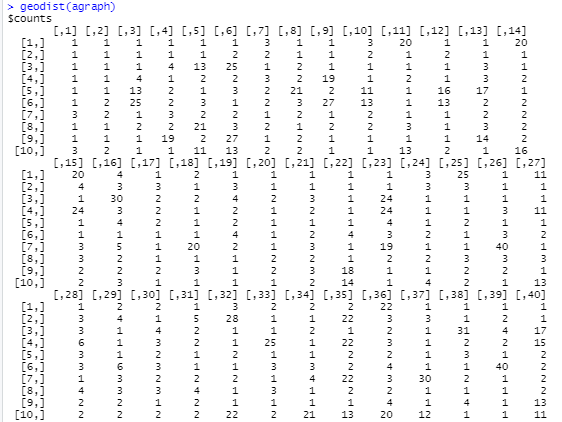 > geodist(agraph)
$counts
[,1] [,2] [,3] [,4] [,5] [,6] [,7] [,8] [,9] [,10] [,11] [,12] [,13] [,14]
[1,] 1 1 1 1 1 1 3 1 1 3 20 1 1 20
[2,] 1 1 1 1 1 2 2 1 1 2 1 2 1 1
[3,] 1 1 1 4 13 25 1 2 1 1 1 1 3 1
[4,] 1 1 4 1 2 2 3 2 19 1 2 1 3 2
[5,] 1 1 13 2 1 3 2 21 2 11 1 16 17 1
[6,] 1 2 25 2 3 1 2 3 27 13 1 13 2 2
[7,] 3 2 1 3 2 2 1 2 1 2 1 1 2 2
[8,] 1 1 2 2 21 3 2 1 2 2 3 1 3 2
[9,] 1 1 1 19 2 27 1 2 1 1 1 1 14 2
[10,] 3 2 1 1 11 13 2 2 1 1 13 2 1 16
[,15] [,16] [,17] [,18] [,19] [,20] [,21] [,22] [,23] [,24] [,25] [,26] [,27]
[1,] 20 4 1 2 1 1 1 1 1 3 25 1 11
[2,] 4 3 3 1 3 1 1 1 1 3 3 1 1
[3,] 1 30 2 2 4 2 3 1 24 1 1 1 1
[4,] 24 3 2 1 2 1 2 1 24 1 1 3 11
[5,] 1 4 2 1 2 1 1 1 4 1 2 1 1
[6,] 1 1 1 1 4 1 2 4 3 2 1 3 2
[7,] 3 5 1 20 2 1 3 1 19 1 1 40 1
[8,] 3 2 1 1 1 2 2 1 2 2 3 3 3
[9,] 2 2 2 3 1 2 3 18 1 1 2 2 1
[10,] 2 3 1 1 1 1 2 14 1 4 2 1 13
[,28] [,29] [,30] [,31] [,32] [,33] [,34] [,35] [,36] [,37] [,38] [,39] [,40]
[1,] 1 2 2 1 3 2 2 2 22 1 1 1 1
[2,] 3 4 1 5 28 1 1 22 3 3 1 2 1
[3,] 3 1 4 2 1 1 2 1 2 1 31 4 17
[4,] 6 1 3 2 1 25 1 22 3 1 2 2 15
[5,] 3 1 2 1 2 1 1 2 2 1 3 1 2
[6,] 3 6 3 1 1 3 3 2 4 1 1 40 2
[7,] 1 3 2 2 2 1 4 22 3 30 2 1 2
[8,] 4 3 3 4 1 3 1 2 2 1 1 1 2
[9,] 2 2 1 2 1 1 1 1 4 1 4 1 13
[10,] 2 2 2 2 22 2 21 13 20 12 1 1 11